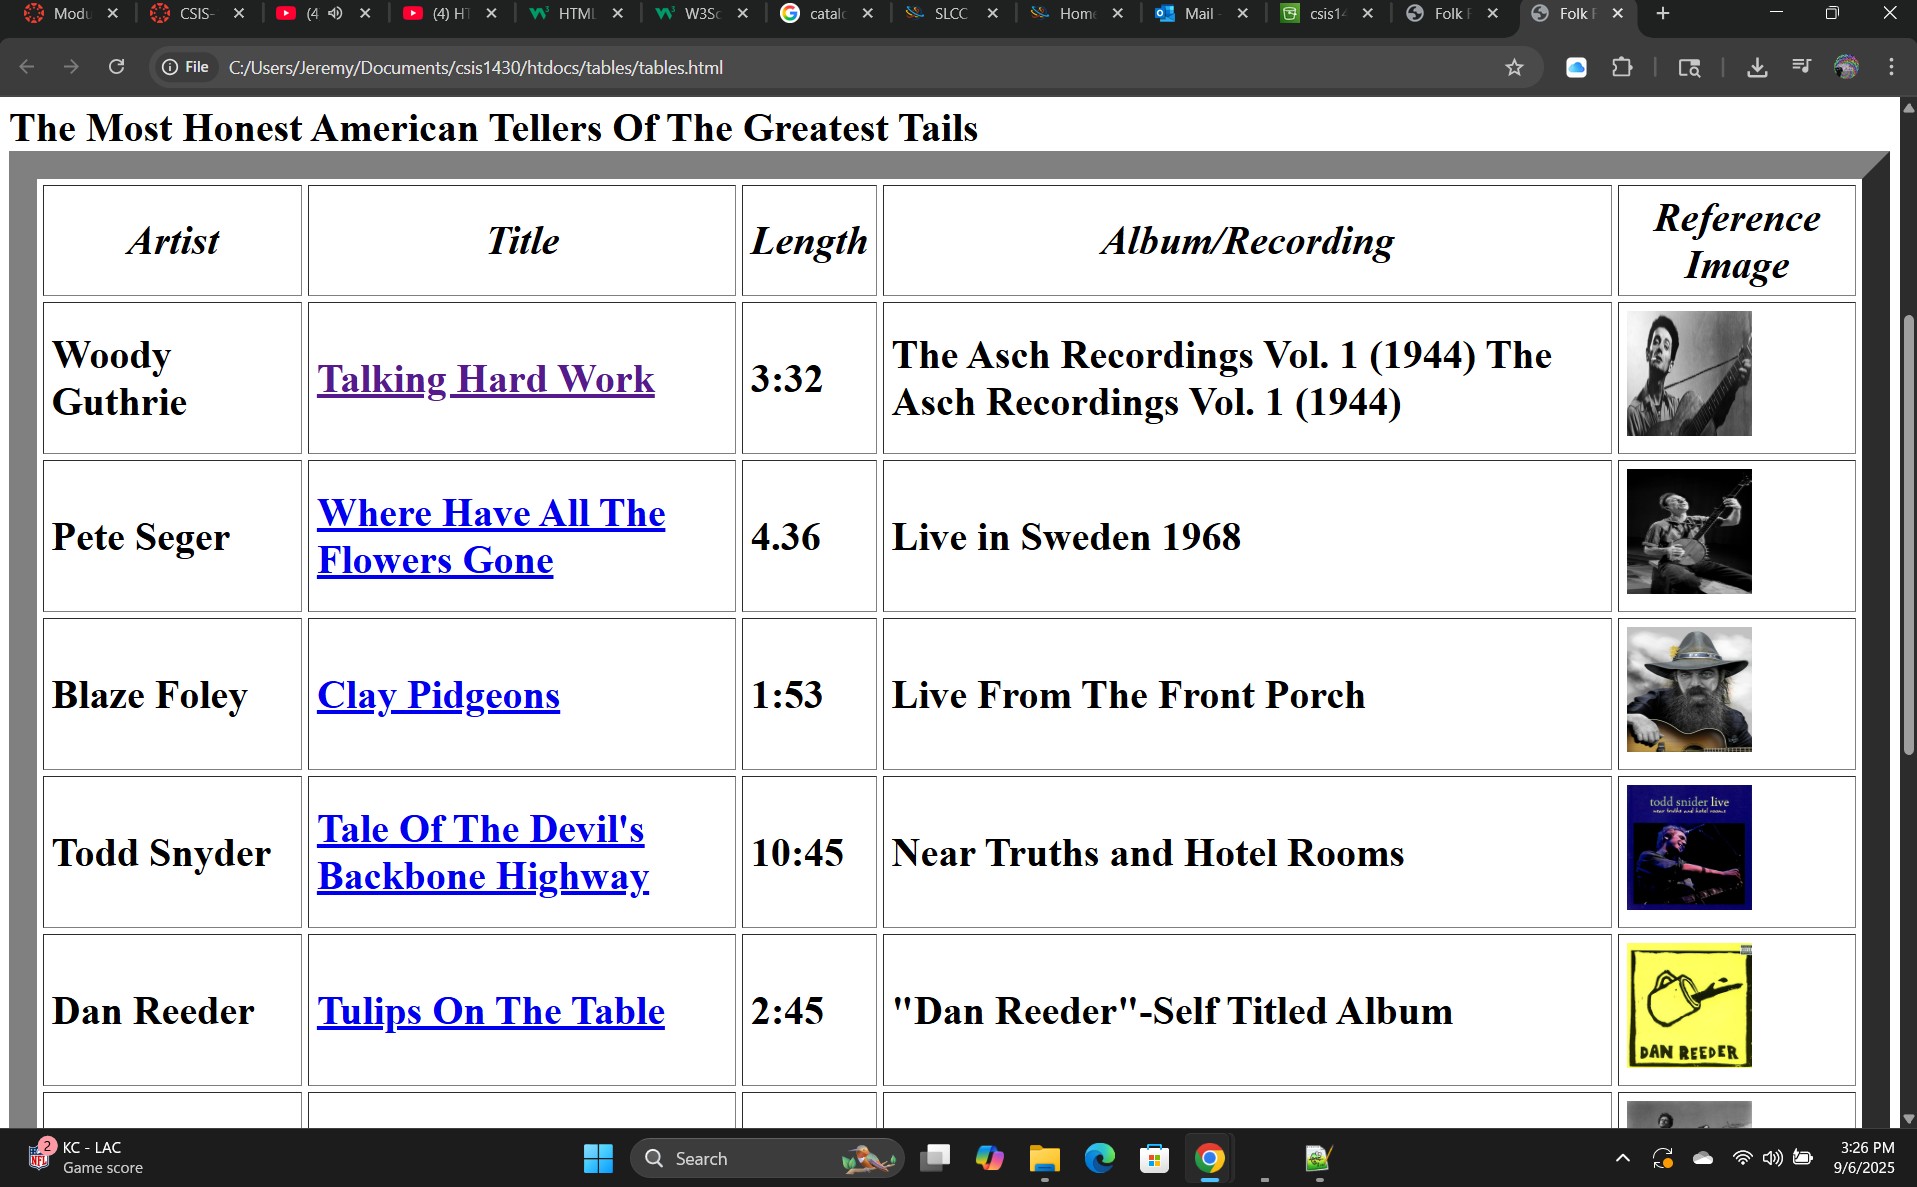 Modu
CSIS-
(4
(4) HT
HTML
W3Sc
catalo
SLCC
Home
Mail -
csis14
Folk F
Folk F
File
C:/Users/Jeremy/Documents/csis1430/htdocs/tables/tables.html
The Most Honest American Tellers Of The Greatest Tails
Artist
Title
Length
Album/Recording
Reference
Image
Woody
Guthrie
Talking Hard Work
3:32
The Asch Recordings Vol. 1 (1944) The
Asch Recordings Vol. 1 (1944)
Pete Seger
Where Have All The
Flowers Gone
4.36
Live in Sweden 1968
Blaze Foley
Clay Pidgeons
1:53
Live From The Front Porch
Todd Snyder
Tale Of The Devil's
Backbone Highway
10:45
Near Truths and Hotel Rooms
todd snider live
near truths and hotel rooms
Dan Reeder
Tulips On The Table
2:45
"Dan Reeder"-Self Titled Album
DAN REEDER
2
NFL
KC - LAC
Game score
Search
3:26 PM
9/6/2025